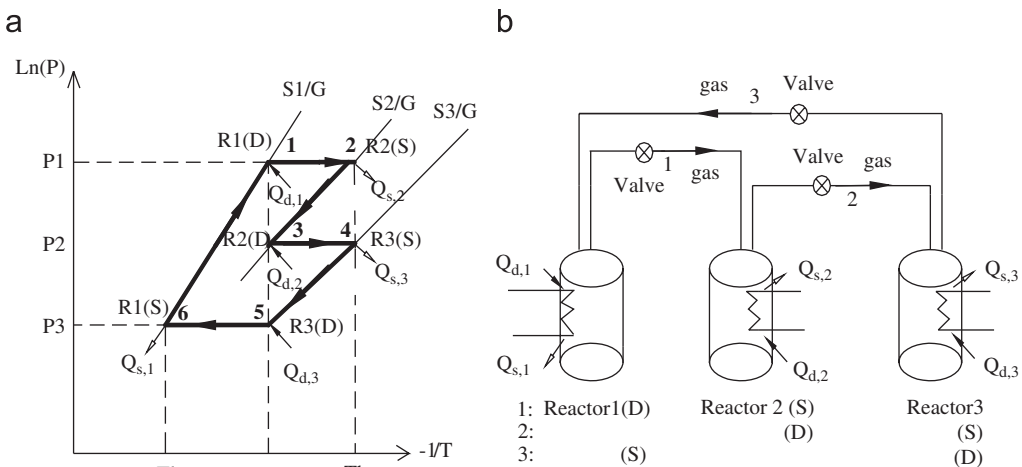 a
Ln(P)
S1/G
S2/G
S3/G
R1(D)
1
2
R2(S)
P1
Q_d,1
Q_s,2
R2(D)
3
4
R3(S)
P2
Q_d,2
Q_s,3
R1(S)
6
5
R3(D)
P3
Q_s,1
Q_d,3
-1/T
b
gas
3
Valve
Valve
1
gas
Valve
gas
2
Q_d,1
Q_s,1
Q_s,2
Q_d,2
Q_s,3
Q_d,3
1: Reactor1(D) Reactor 2 (S) Reactor3
2: (D) (S)
3: (S) (D)